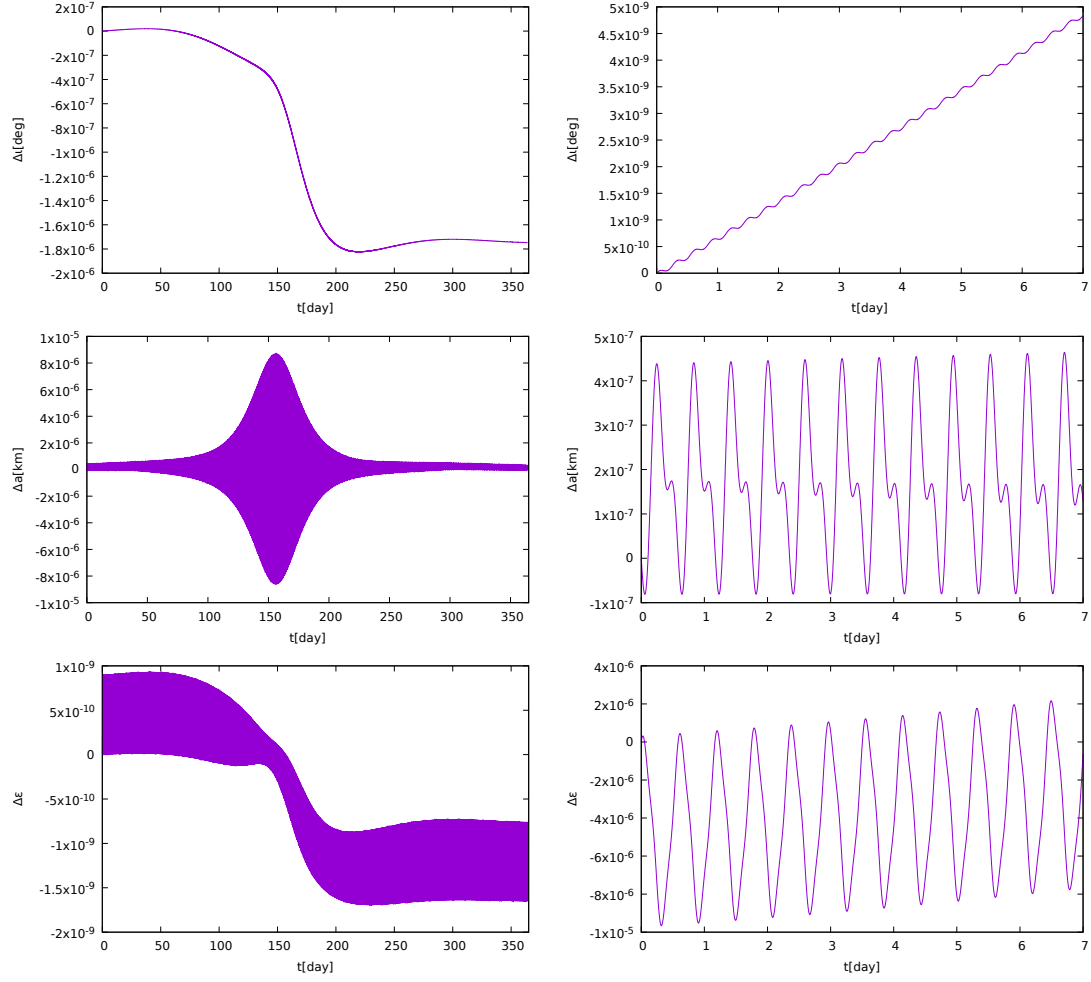 2x10⁻⁷
0
-2x10⁻⁷
-4x10⁻⁷
-6x10⁻⁷
-8x10⁻⁷
-1x10⁻⁶
-1.2x10⁻⁶
-1.4x10⁻⁶
-1.6x10⁻⁶
-1.8x10⁻⁶
-2x10⁻⁶
Δι[deg]
0 50 100 150 200 250 300 350
t[day]
5x10⁻⁹
4.5x10⁻⁹
4x10⁻⁹
3.5x10⁻⁹
3x10⁻⁹
2.5x10⁻⁹
2x10⁻⁹
1.5x10⁻⁹
1x10⁻⁹
5x10⁻¹⁰
0
Δι[deg]
0 1 2 3 4 5 6 7
t[day]
1x10⁻⁵
8x10⁻⁶
6x10⁻⁶
4x10⁻⁶
2x10⁻⁶
0
-2x10⁻⁶
-4x10⁻⁶
-6x10⁻⁶
-8x10⁻⁶
-1x10⁻⁵
Δa[km]
0 50 100 150 200 250 300 350
t[day]
5x10⁻⁷
4x10⁻⁷
3x10⁻⁷
2x10⁻⁷
1x10⁻⁷
0
-1x10⁻⁷
Δa[km]
0 1 2 3 4 5 6 7
t[day]
1x10⁻⁹
5x10⁻¹⁰
0
-5x10⁻¹⁰
-1x10⁻⁹
-1.5x10⁻⁹
-2x10⁻⁹
Δε
0 50 100 150 200 250 300 350
t[day]
4x10⁻⁶
2x10⁻⁶
0
-2x10⁻⁶
-4x10⁻⁶
-6x10⁻⁶
-8x10⁻⁶
-1x10⁻⁵
Δε
0 1 2 3 4 5 6 7
t[day]